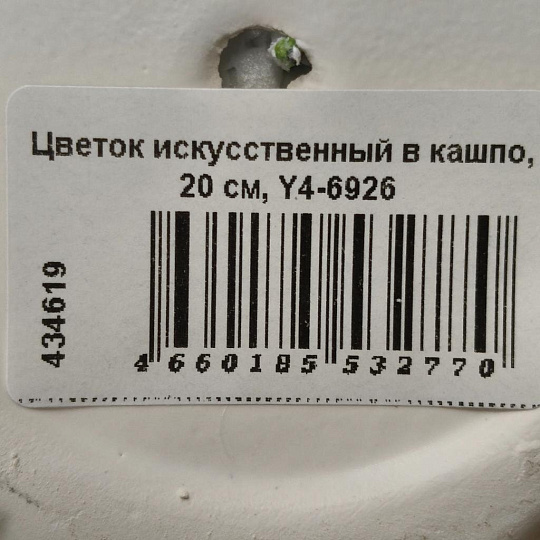 Цветок искусственный в кашпо,
20 см, Y4-6926
434619
4 660185 532770